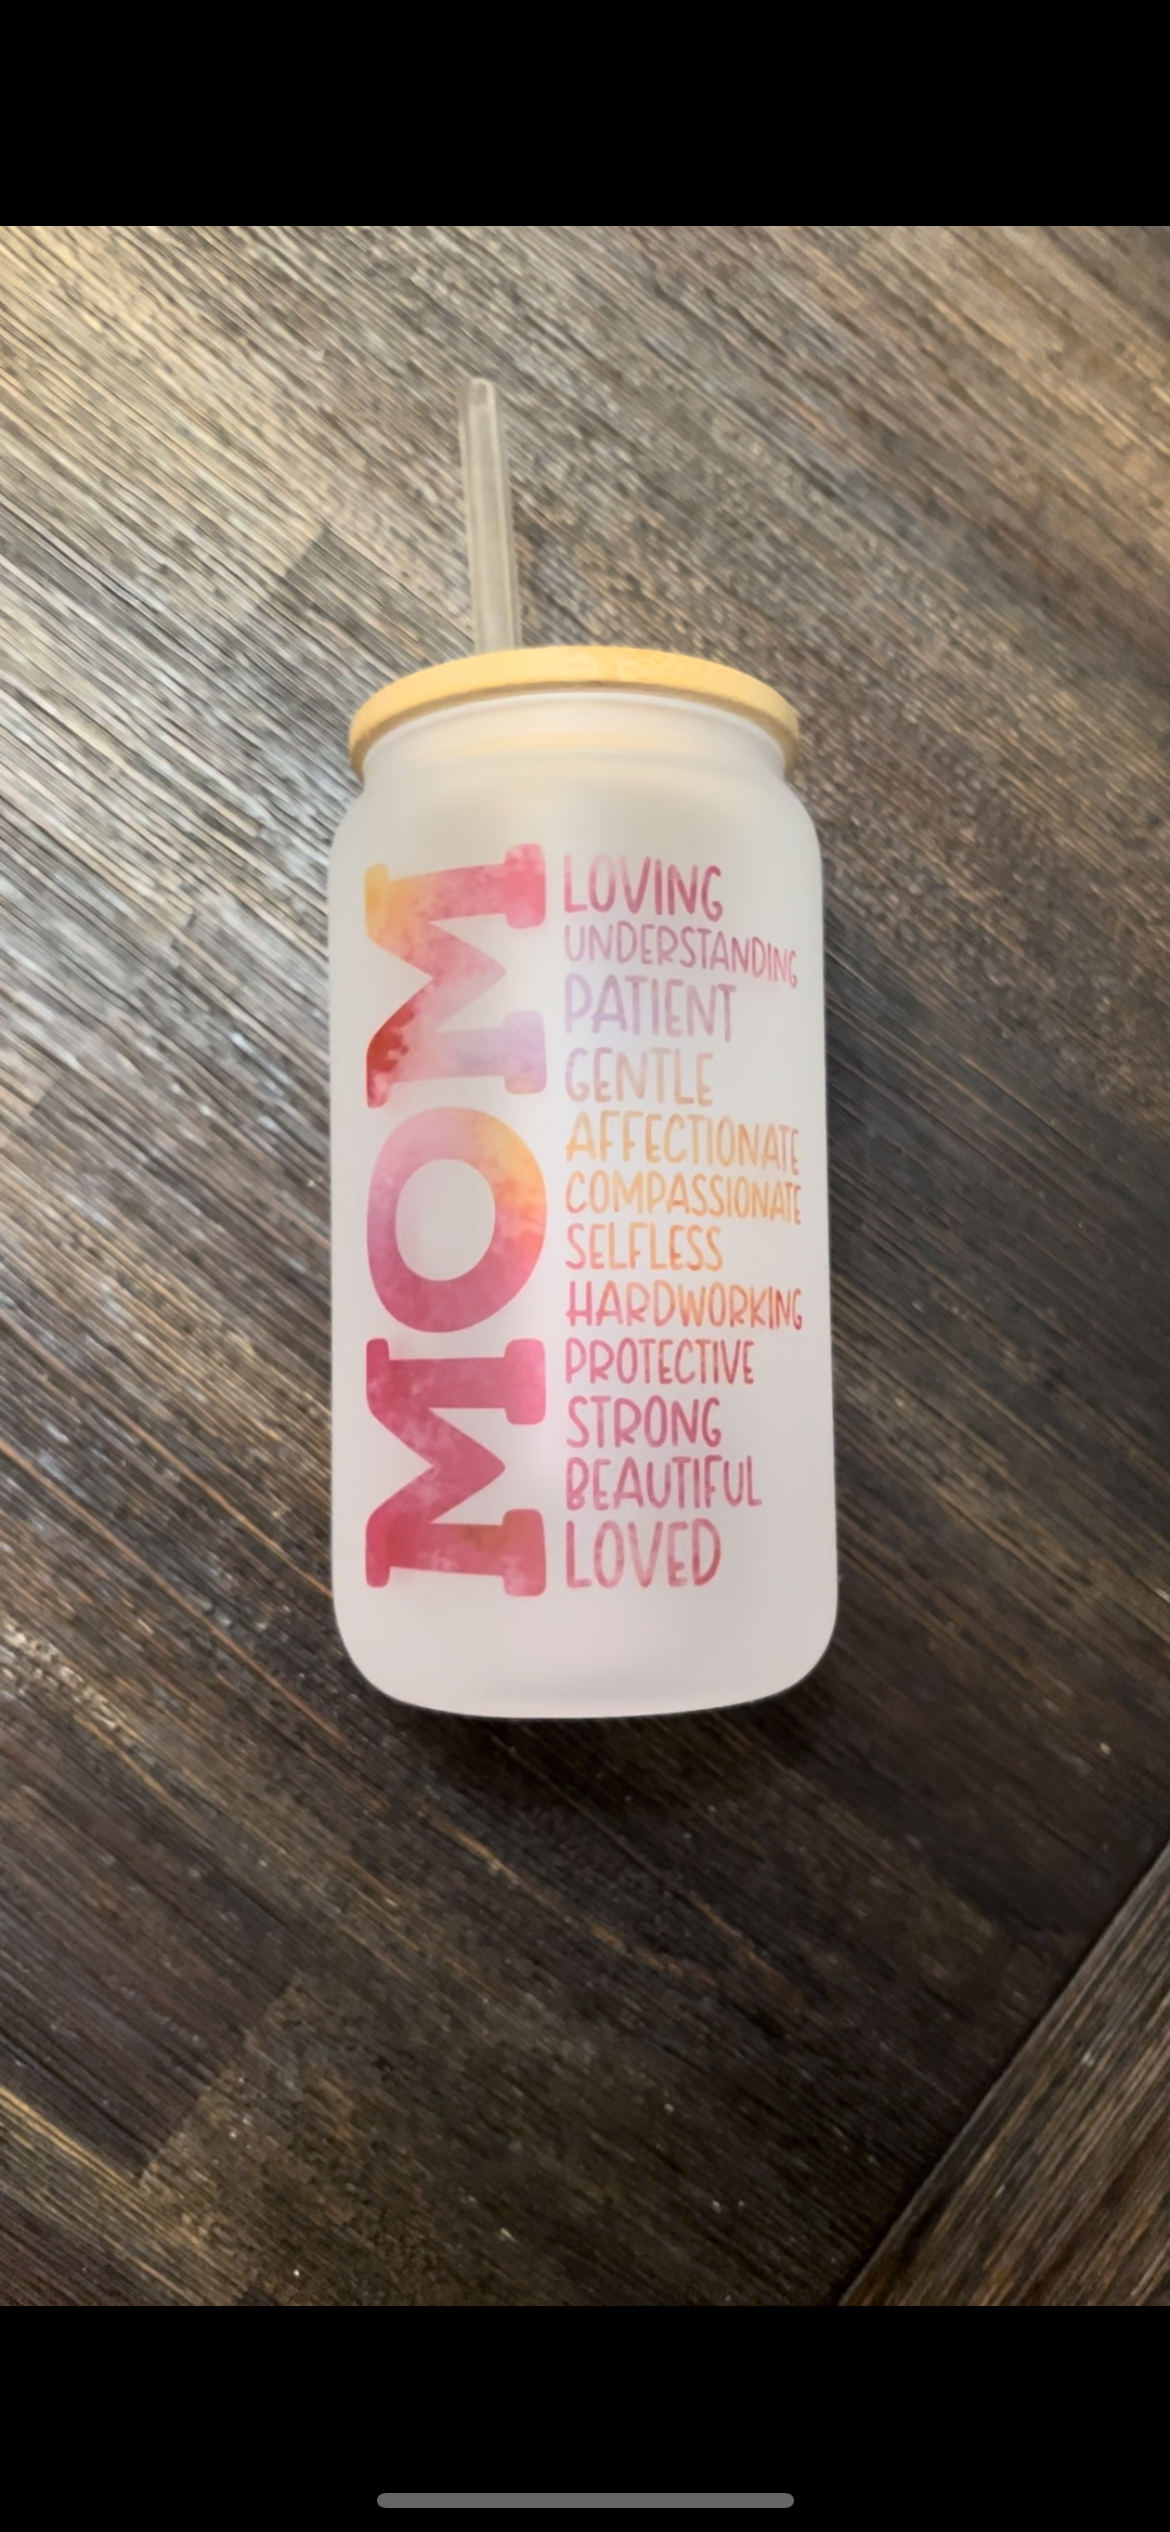 MOM
LOVING
UNDERSTANDING
PATIENT
GENTLE
AFFECTIONATE
COMPASSIONATE
SELFLESS
HARDWORKING
PROTECTIVE
STRONG
BEAUTIFUL
LOVED